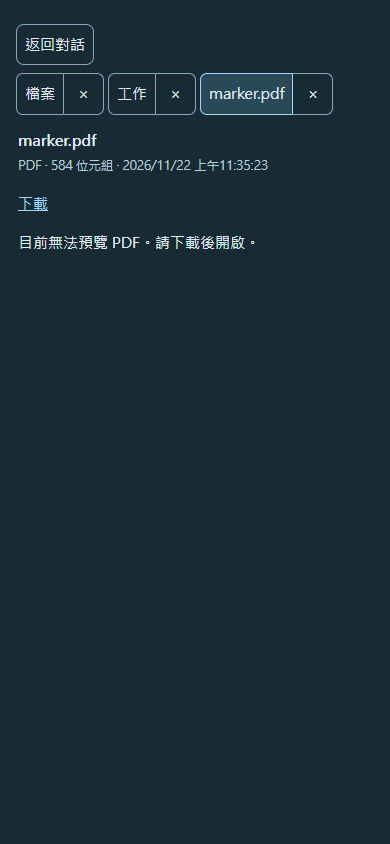 返回對話
檔案 × 工作 × marker.pdf ×
marker.pdf
PDF · 584 位元組 · 2026/11/22 上午11:35:23
下載
目前無法預覽 PDF。請下載後開啟。